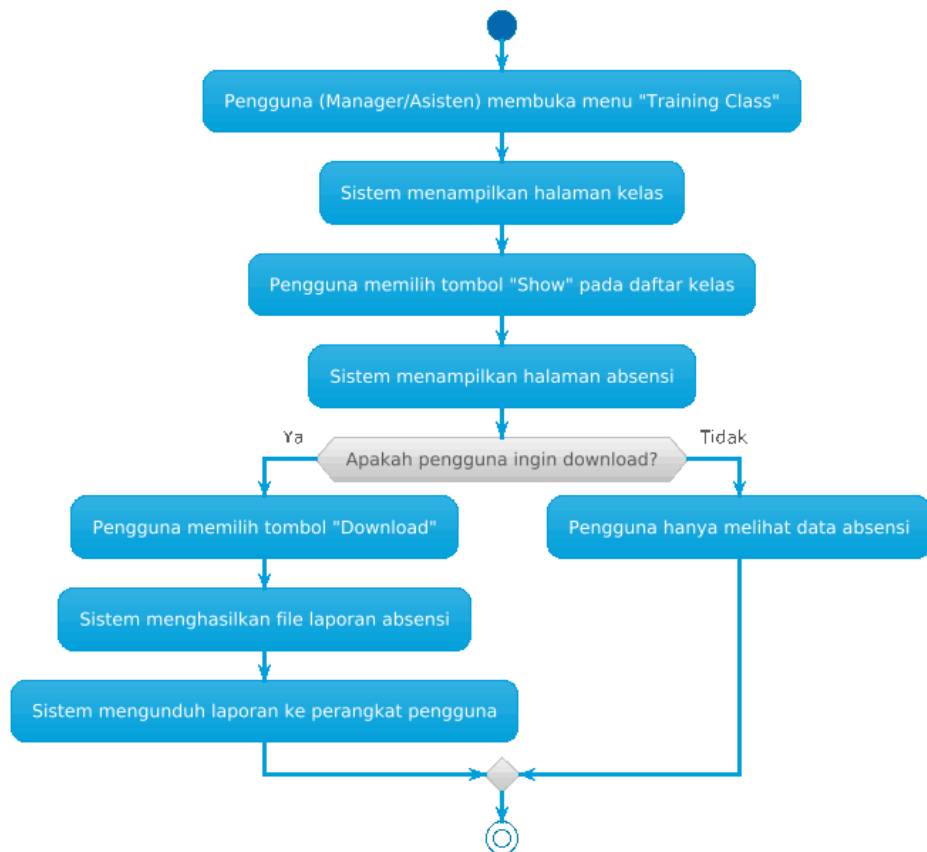 Pengguna (Manager/Asisten) membuka menu "Training Class"
Sistem menampilkan halaman kelas
Pengguna memilih tombol "Show" pada daftar kelas
Sistem menampilkan halaman absensi
Ya
Apakah pengguna ingin download?
Tidak
Pengguna memilih tombol "Download"
Pengguna hanya melihat data absensi
Sistem menghasilkan file laporan absensi
Sistem mengunduh laporan ke perangkat pengguna